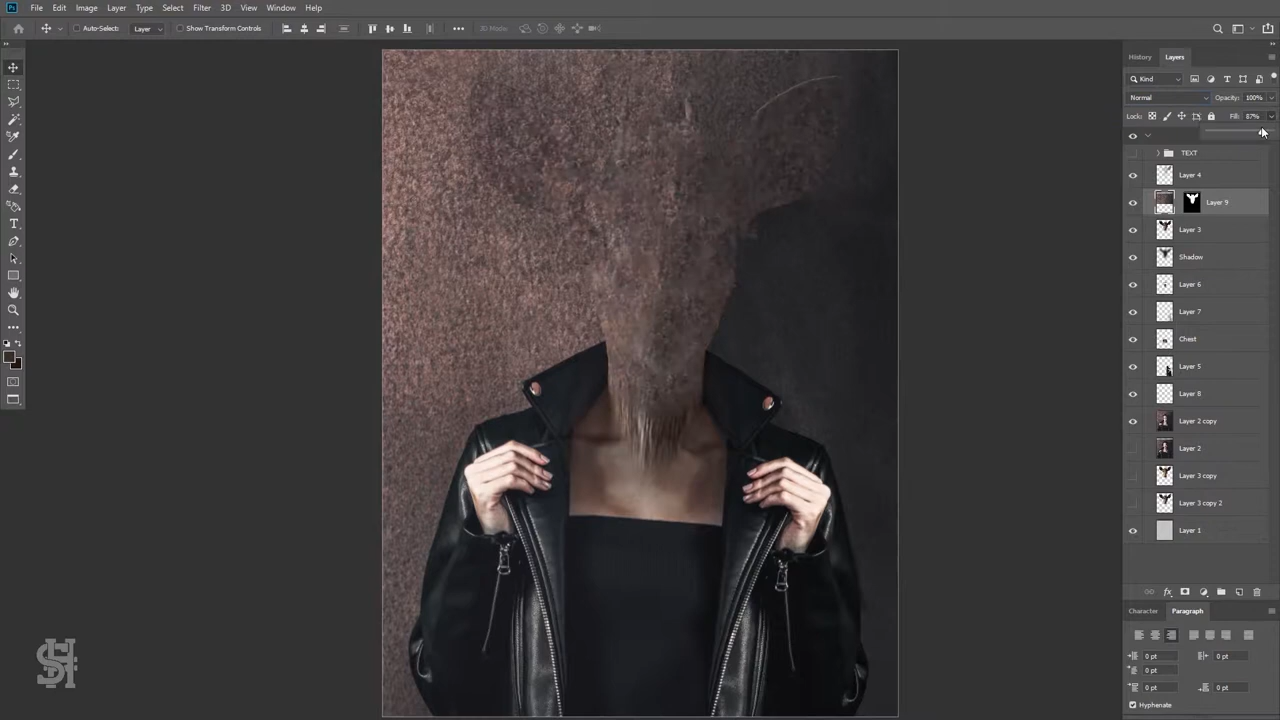 Ps File Edit Image Layer Type Select Filter 3D View Window Help
Auto-Select: Layer Show Transform Controls 3D Mode:
History Layers
Kind
Normal Opacity: 100%
Lock: Fill: 87%
TEXT
Layer 4
Layer 9
Layer 3
Shadow
Layer 6
Layer 7
Chest
Layer 5
Layer 8
Layer 2 copy
Layer 2
Layer 3 copy
Layer 3 copy 2
Layer 1
fx
Character Paragraph
0 pt 0 pt
0 pt
0 pt 0 pt
Hyphenate